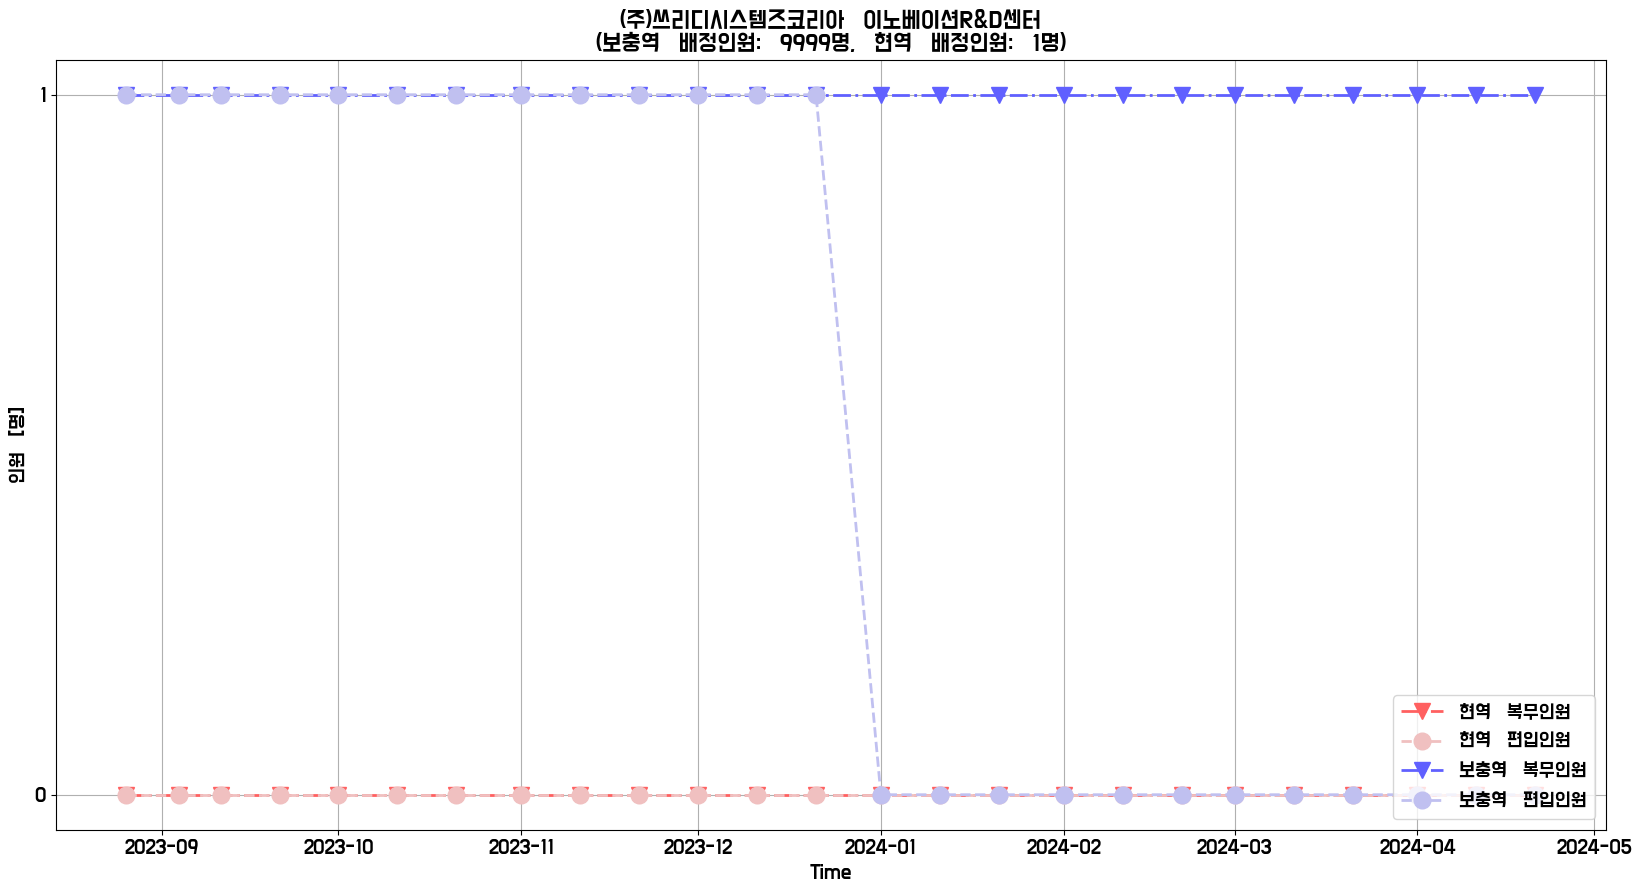 (주)쓰리디시스템즈코리아 이노베이션R&D센터
(보충역 배정인원: 9999명, 현역 배정인원: 1명)
인원 [명]
1
0
현역 복무인원
현역 편입인원
보충역 복무인원
보충역 편입인원
2023-09 2023-10 2023-11 2023-12 2024-01 2024-02 2024-03 2024-04 2024-05
Time